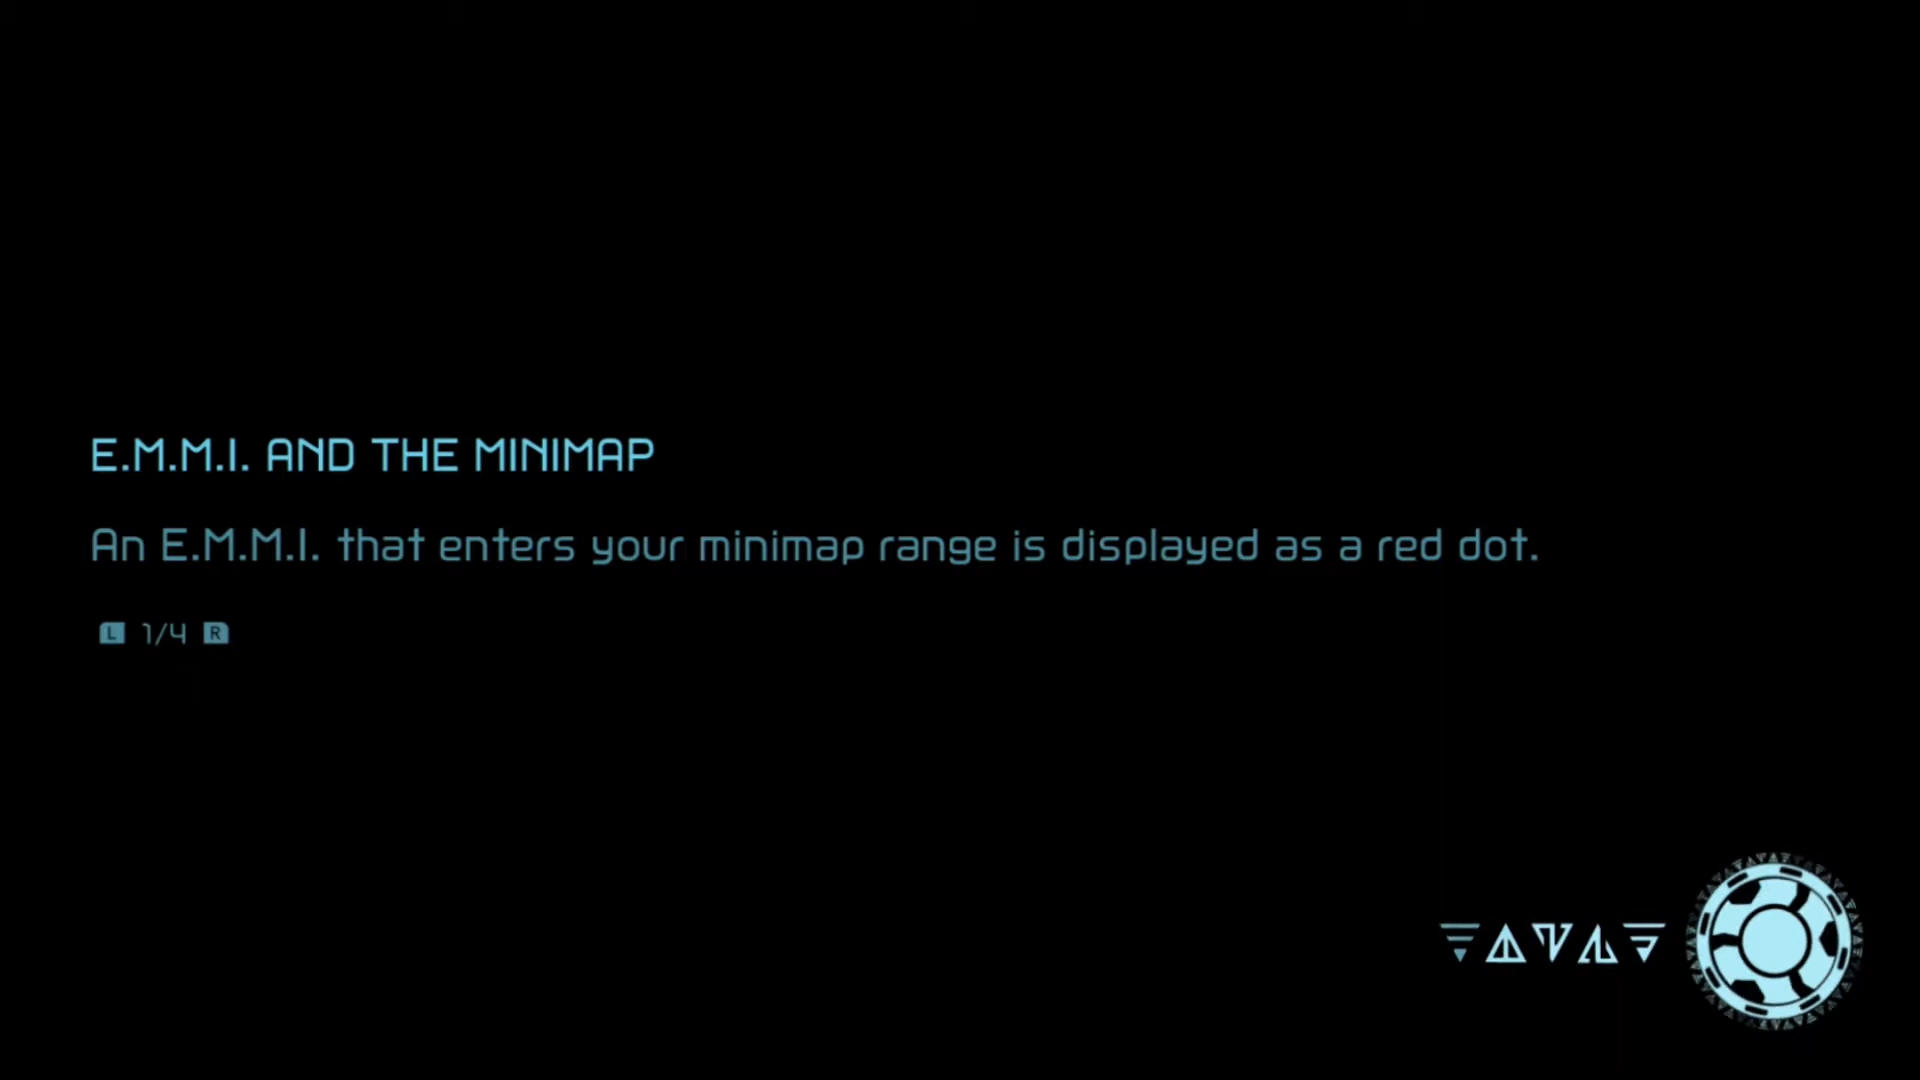 E.M.M.I. AND THE MINIMAP
An E.M.M.I. that enters your minimap range is displayed as a red dot.
L 1/4 R